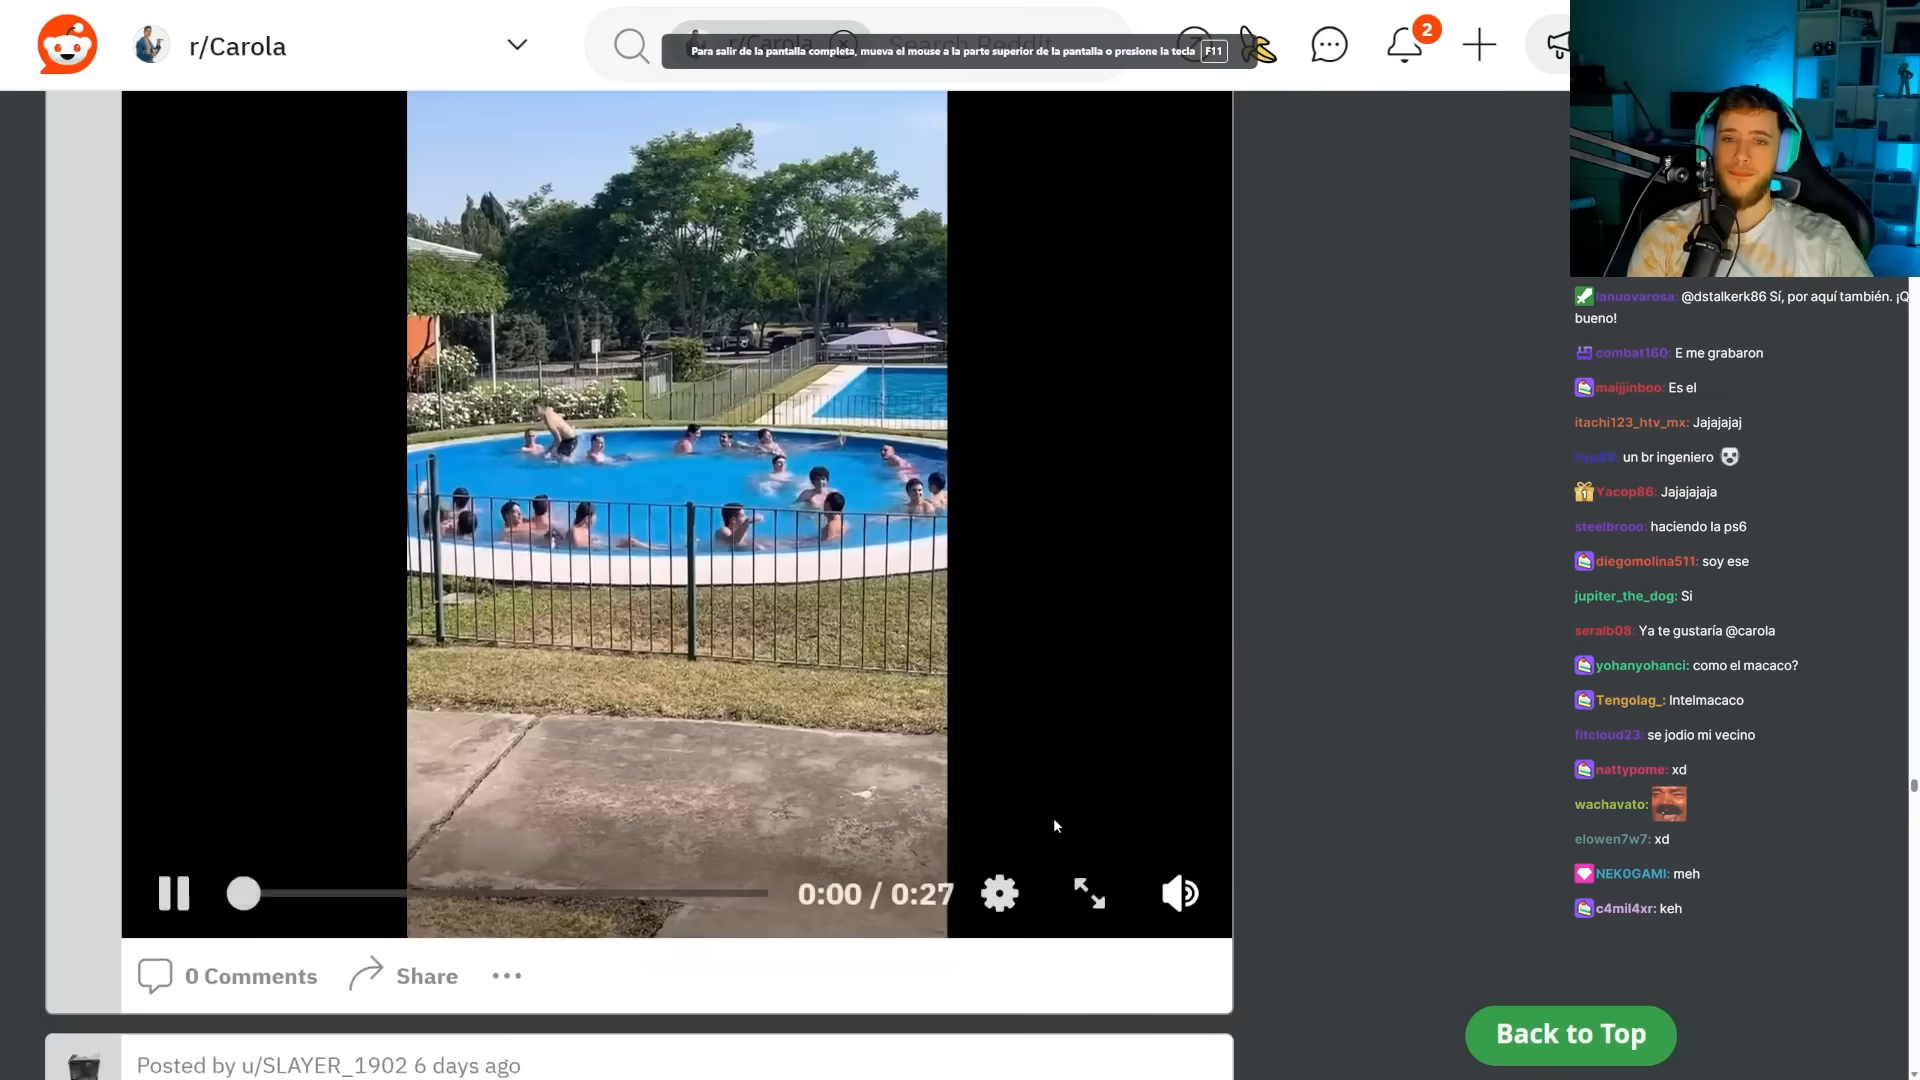 r/Carola
Para salir de la pantalla completa, mueva el mouse a la parte superior de la pantalla o presione la tecla F11
2
lanuovarosa: @dstalkerk86 Sí, por aquí también. ¡Q
bueno!
combat160: E me grabaron
maijjinboo: Es el
itachi123_htv_mx: Jajajajaj
un br ingeniero
Yacop86: Jajajajaja
steelbrooo: haciendo la ps6
diegomolina511: soy ese
jupiter_the_dog: Si
seralb08: Ya te gustaría @carola
yohanyohanci: como el macaco?
Tengolag_: Intelmacaco
fitcloud23: se jodio mi vecino
nattypome: xd
wachavato:
elowen7w7: xd
NEK0GAMI: meh
c4mil4xr: keh
0:00 / 0:27
0 Comments
Share
Back to Top
Posted by u/SLAYER_1902 6 days ago